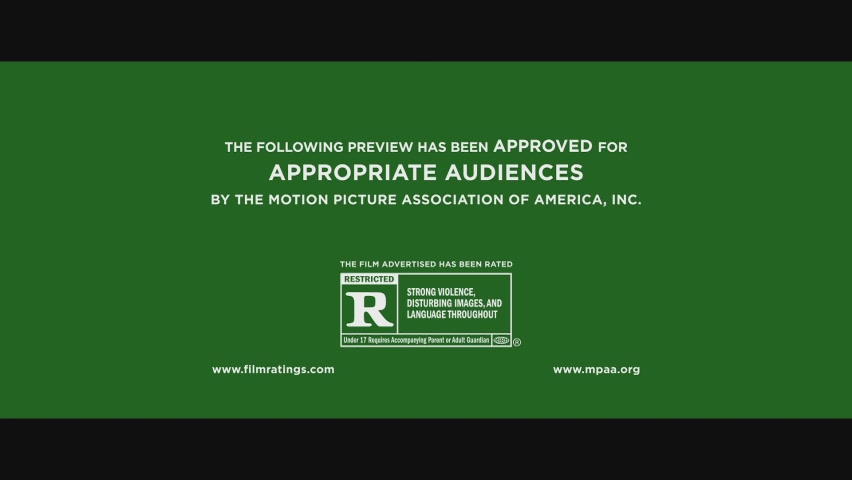 THE FOLLOWING PREVIEW HAS BEEN APPROVED FOR
APPROPRIATE AUDIENCES
BY THE MOTION PICTURE ASSOCIATION OF AMERICA, INC.
THE FILM ADVERTISED HAS BEEN RATED
RESTRICTED
R
STRONG VIOLENCE,
DISTURBING IMAGES, AND
LANGUAGE THROUGHOUT
Under 17 Requires Accompanying Parent or Adult Guardian
®
www.filmratings.com www.mpaa.org